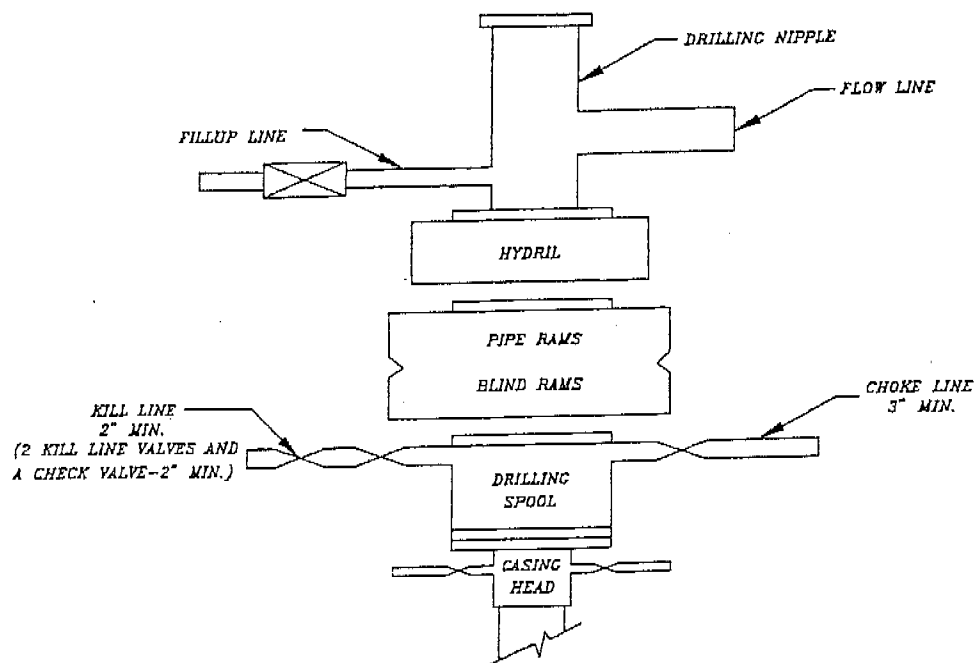 DRILLING NIPPLE
FLOW LINE
FILLUP LINE
HYDRIL
PIPE RAMS
BLIND RAMS
CHOKE LINE
3" MIN.
KILL LINE
2" MIN.
(2 KILL LINE VALVES AND
A CHECK VALVE-2" MIN.)
DRILLING
SPOOL
CASING
HEAD